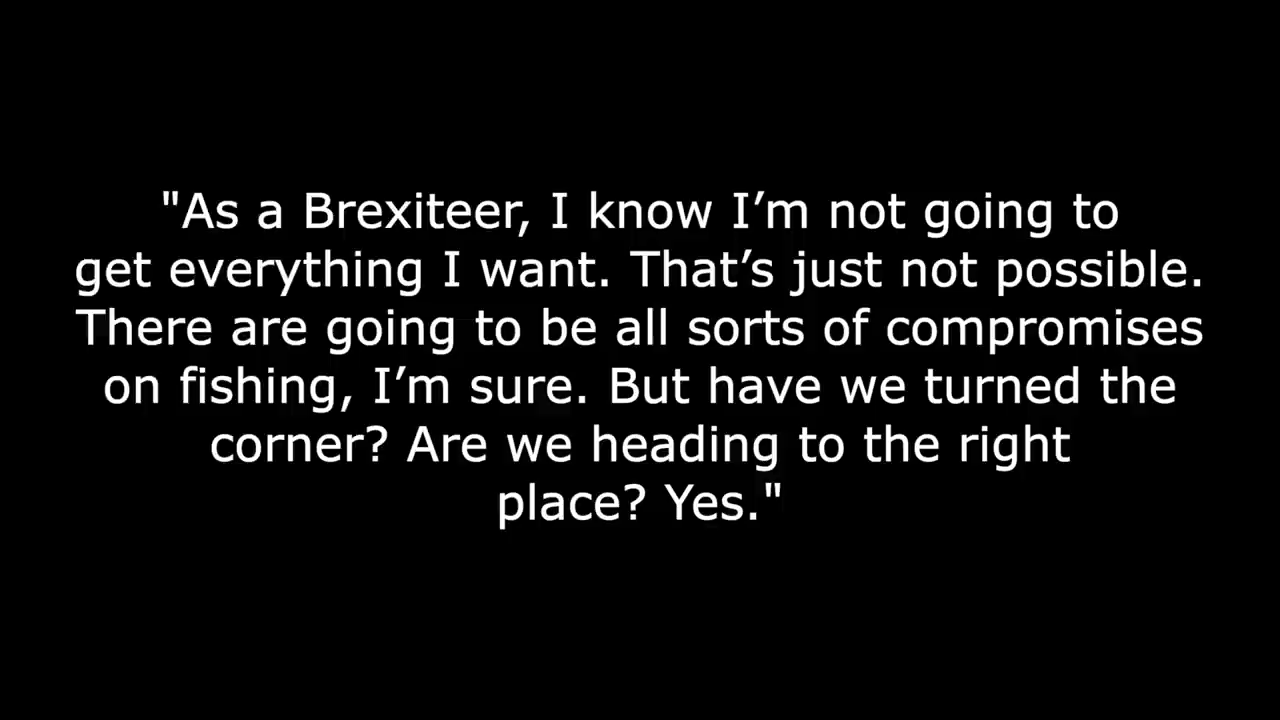 "As a Brexiteer, I know I’m not going to
get everything I want. That’s just not possible.
There are going to be all sorts of compromises
on fishing, I’m sure. But have we turned the
corner? Are we heading to the right
place? Yes."